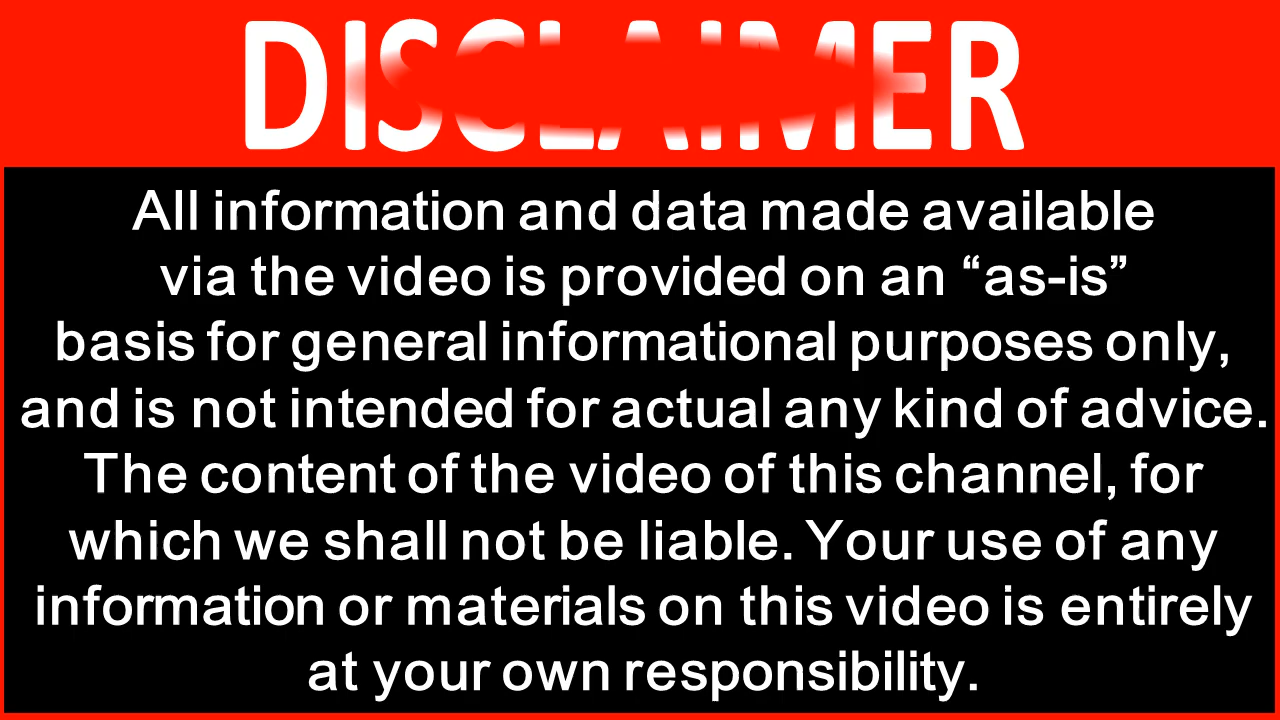 DISCLAIMER
All information and data made available
via the video is provided on an “as-is”
basis for general informational purposes only,
and is not intended for actual any kind of advice.
The content of the video of this channel, for
which we shall not be liable. Your use of any
information or materials on this video is entirely
at your own responsibility.